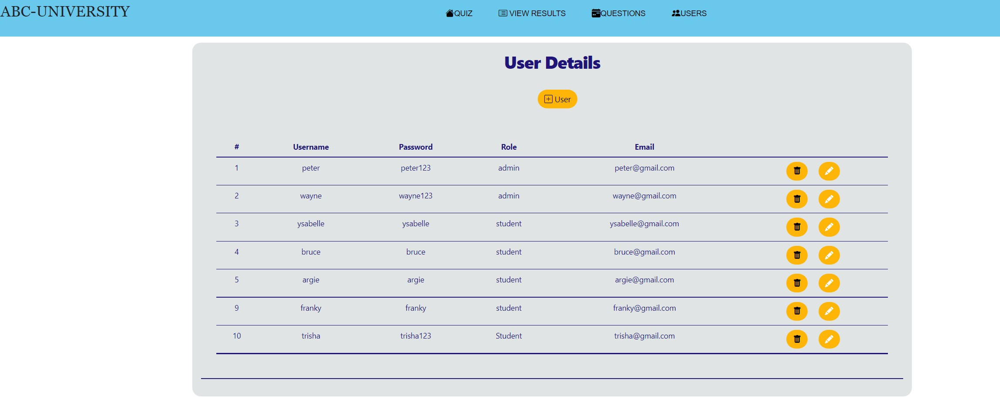 ABC-UNIVERSITY QUIZ VIEW RESULTS QUESTIONS USERS
User Details
User
# Username Password Role Email
1 peter peter123 admin peter@gmail.com
2 wayne wayne123 admin wayne@gmail.com
3 ysabelle ysabelle student ysabelle@gmail.com
4 bruce bruce student bruce@gmail.com
5 argie argie student argie@gmail.com
9 franky franky student franky@gmail.com
10 trisha trisha123 Student trisha@gmail.com